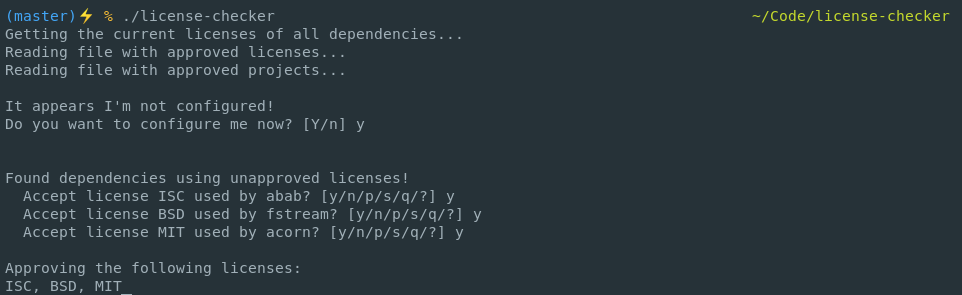 (master)⚡ % ./license-checker ~/Code/license-checker
Getting the current licenses of all dependencies...
Reading file with approved licenses...
Reading file with approved projects...
It appears I'm not configured!
Do you want to configure me now? [Y/n] y
Found dependencies using unapproved licenses!
Accept license ISC used by abab? [y/n/p/s/q/?] y
Accept license BSD used by fstream? [y/n/p/s/q/?] y
Accept license MIT used by acorn? [y/n/p/s/q/?] y
Approving the following licenses:
ISC, BSD, MIT_